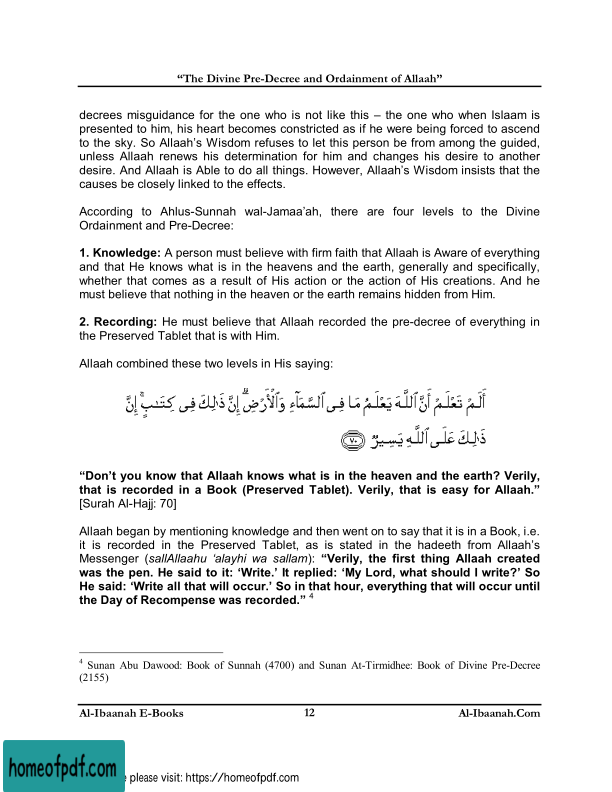 “The Divine Pre-Decree and Ordainment of Allaah”
decrees misguidance for the one who is not like this – the one who when Islaam is
presented to him, his heart becomes constricted as if he were being forced to ascend
to the sky. So Allaah’s Wisdom refuses to let this person be from among the guided,
unless Allaah renews his determination for him and changes his desire to another
desire. And Allaah is Able to do all things. However, Allaah’s Wisdom insists that the
causes be closely linked to the effects.
According to Ahlus-Sunnah wal-Jamaa’ah, there are four levels to the Divine
Ordainment and Pre-Decree:
1. Knowledge: A person must believe with firm faith that Allaah is Aware of everything
and that He knows what is in the heavens and the earth, generally and specifically,
whether that comes as a result of His action or the action of His creations. And he
must believe that nothing in the heaven or the earth remains hidden from Him.
2. Recording: He must believe that Allaah recorded the pre-decree of everything in
the Preserved Tablet that is with Him.
Allaah combined these two levels in His saying:
أَلَمْ تَعْلَمْ أَنَّ ٱللَّهَ يَعْلَمُ مَا فِى ٱلسَّمَآءِ وَٱلْأَرْضِ ۗ إِنَّ ذَٰلِكَ فِى كِتَـٰبٍ ۚ إِنَّ
ذَٰلِكَ عَلَى ٱللَّهِ يَسِيرٌ ٧٠
“Don’t you know that Allaah knows what is in the heaven and the earth? Verily,
that is recorded in a Book (Preserved Tablet). Verily, that is easy for Allaah.”
[Surah Al-Hajj: 70]
Allaah began by mentioning knowledge and then went on to say that it is in a Book, i.e.
it is recorded in the Preserved Tablet, as is stated in the hadeeth from Allaah’s
Messenger (sallAllaahu ‘alayhi wa sallam): “Verily, the first thing Allaah created
was the pen. He said to it: ‘Write.’ It replied: ‘My Lord, what should I write?’ So
He said: ‘Write all that will occur.’ So in that hour, everything that will occur until
the Day of Recompense was recorded.” 4
4 Sunan Abu Dawood: Book of Sunnah (4700) and Sunan At-Tirmidhee: Book of Divine Pre-Decree
(2155)
Al-Ibaanah E-Books 12 Al-Ibaanah.Com
homeofpdf.com
please visit: https://homeofpdf.com